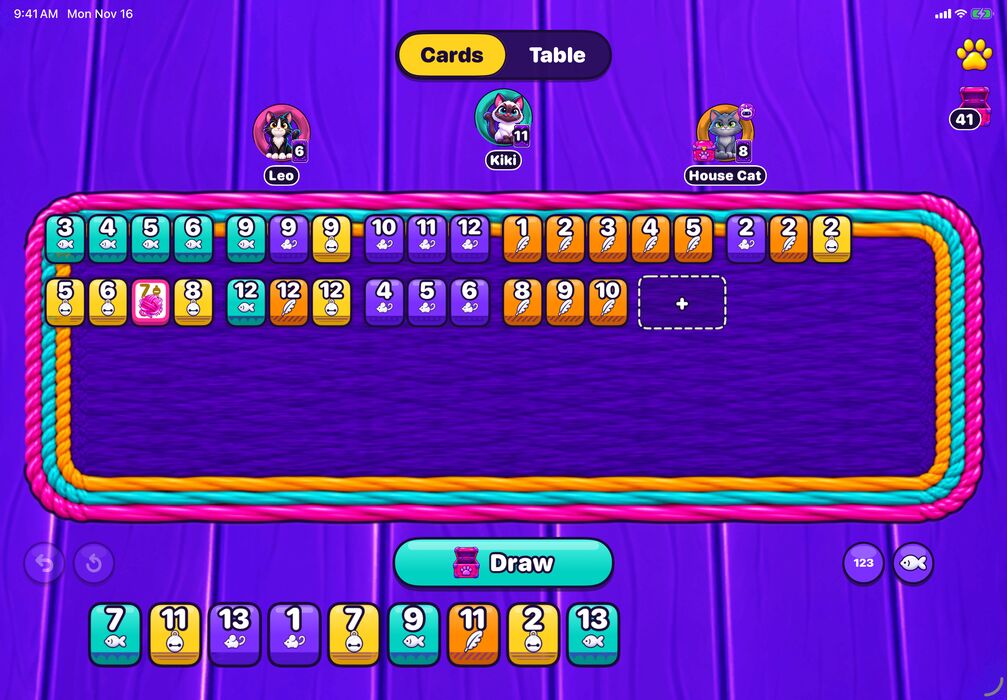 9:41 AM Mon Nov 16
Cards Table
41
6 11 8
Leo Kiki House Cat
3 4 5 6 9 9 9 10 11 12 1 2 3 4 5 2 2 2
5 6 7 8 12 12 12 4 5 6 8 9 10 +
Draw
123
7 11 13 1 7 9 11 2 13